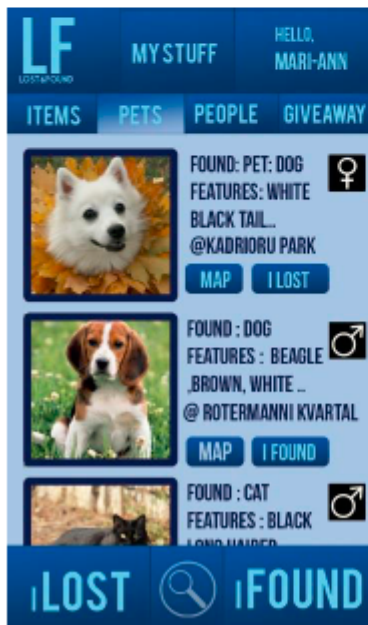 LF
LOST&FOUND
MY STUFF
HELLO,
MARI-ANN
ITEMS
PETS
PEOPLE
GIVEAWAY
FOUND: PET: DOG
FEATURES: WHITE
BLACK TAIL..
@KADRIORU PARK
MAP
I LOST
FOUND : DOG
FEATURES : BEAGLE
,BROWN, WHITE ..
@ ROTERMANNI KVARTAL
MAP
I FOUND
FOUND : CAT
FEATURES : BLACK
LONG HAIRED
ILOST
IFOUND